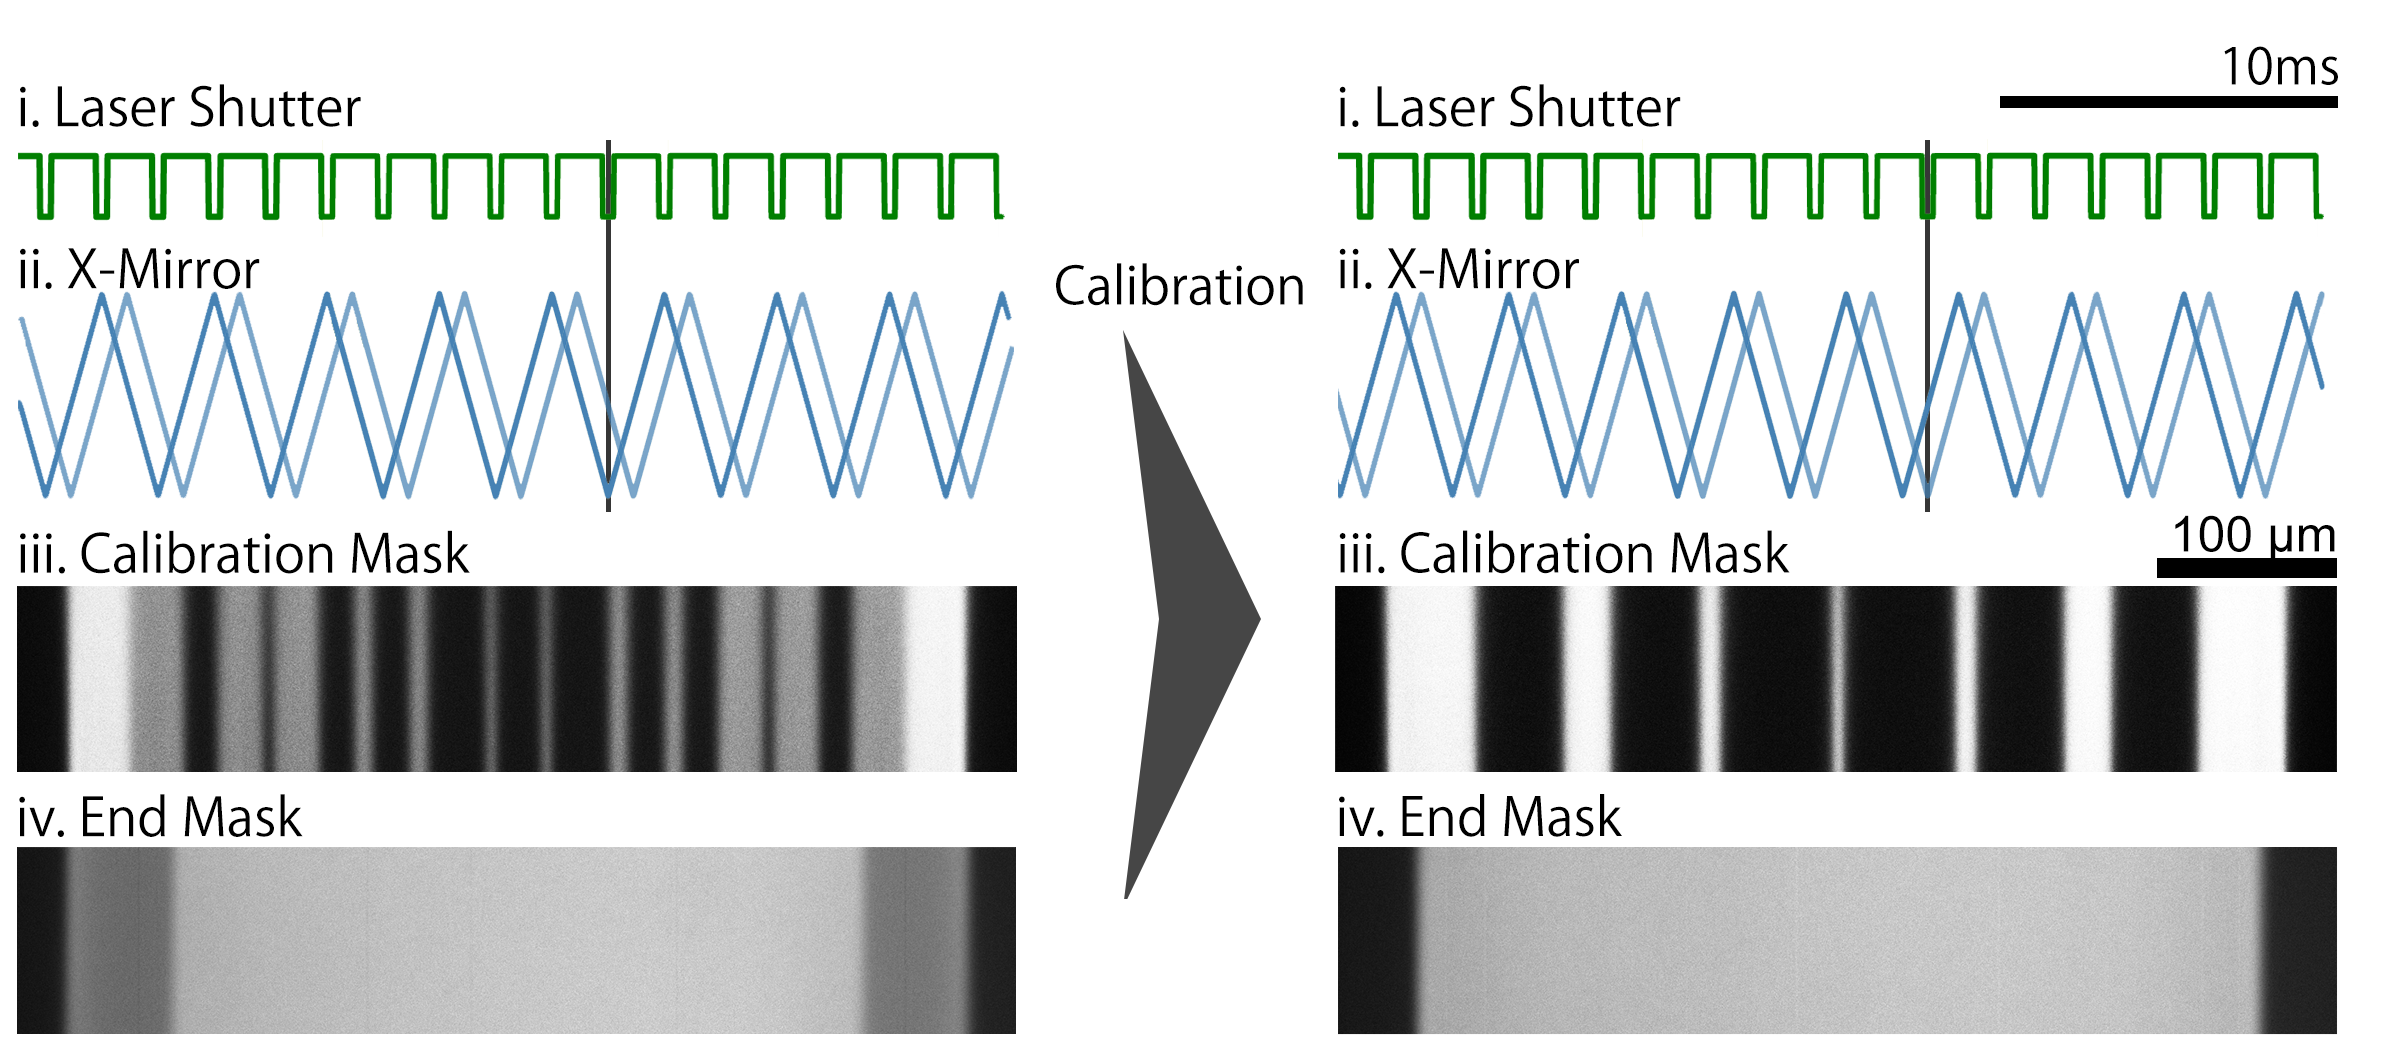 i. Laser Shutter
ii. X-Mirror
iii. Calibration Mask
iv. End Mask
Calibration
10ms
i. Laser Shutter
ii. X-Mirror
100 µm
iii. Calibration Mask
iv. End Mask